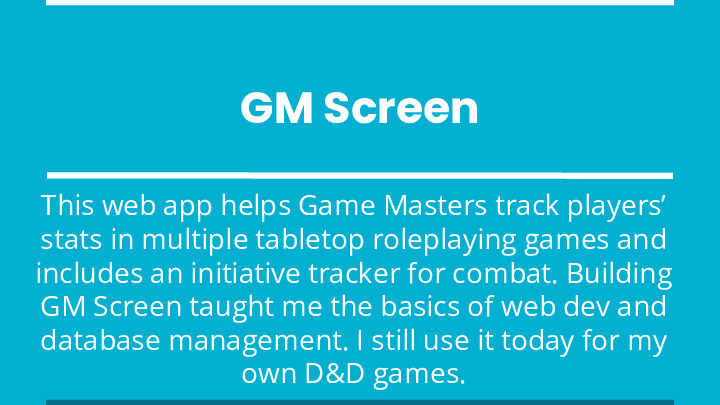 GM Screen
This web app helps Game Masters track players’
stats in multiple tabletop roleplaying games and
includes an initiative tracker for combat. Building
GM Screen taught me the basics of web dev and
database management. I still use it today for my
own D&D games.